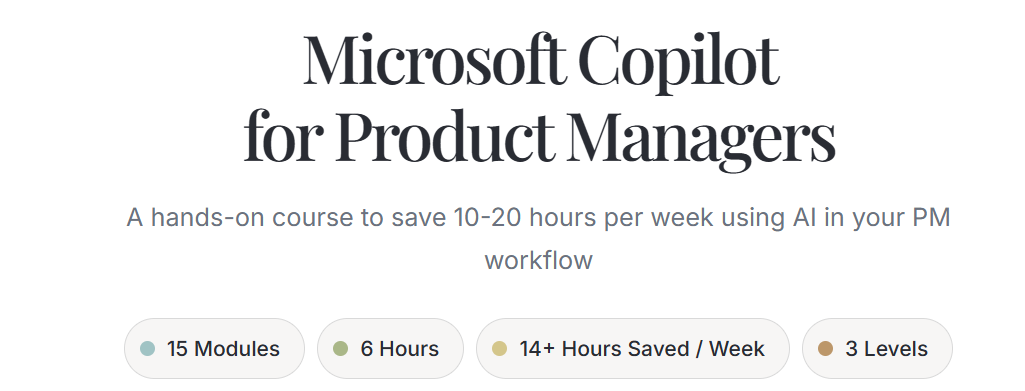 Microsoft Copilot
for Product Managers
A hands-on course to save 10-20 hours per week using AI in your PM
workflow
15 Modules
6 Hours
14+ Hours Saved / Week
3 Levels